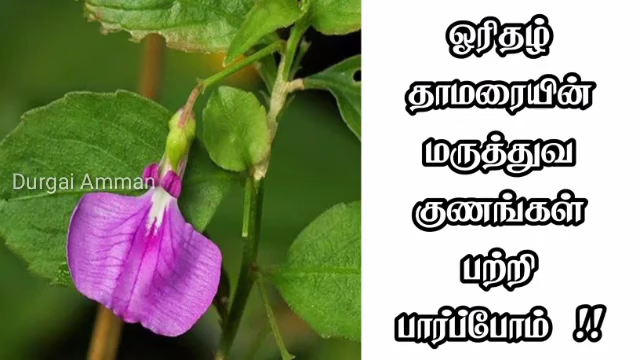 Durgai Amman
ஓரிதழ்
தாமரையின்
மருத்துவ
குணங்கள்
பற்றி
பார்ப்போம் !!